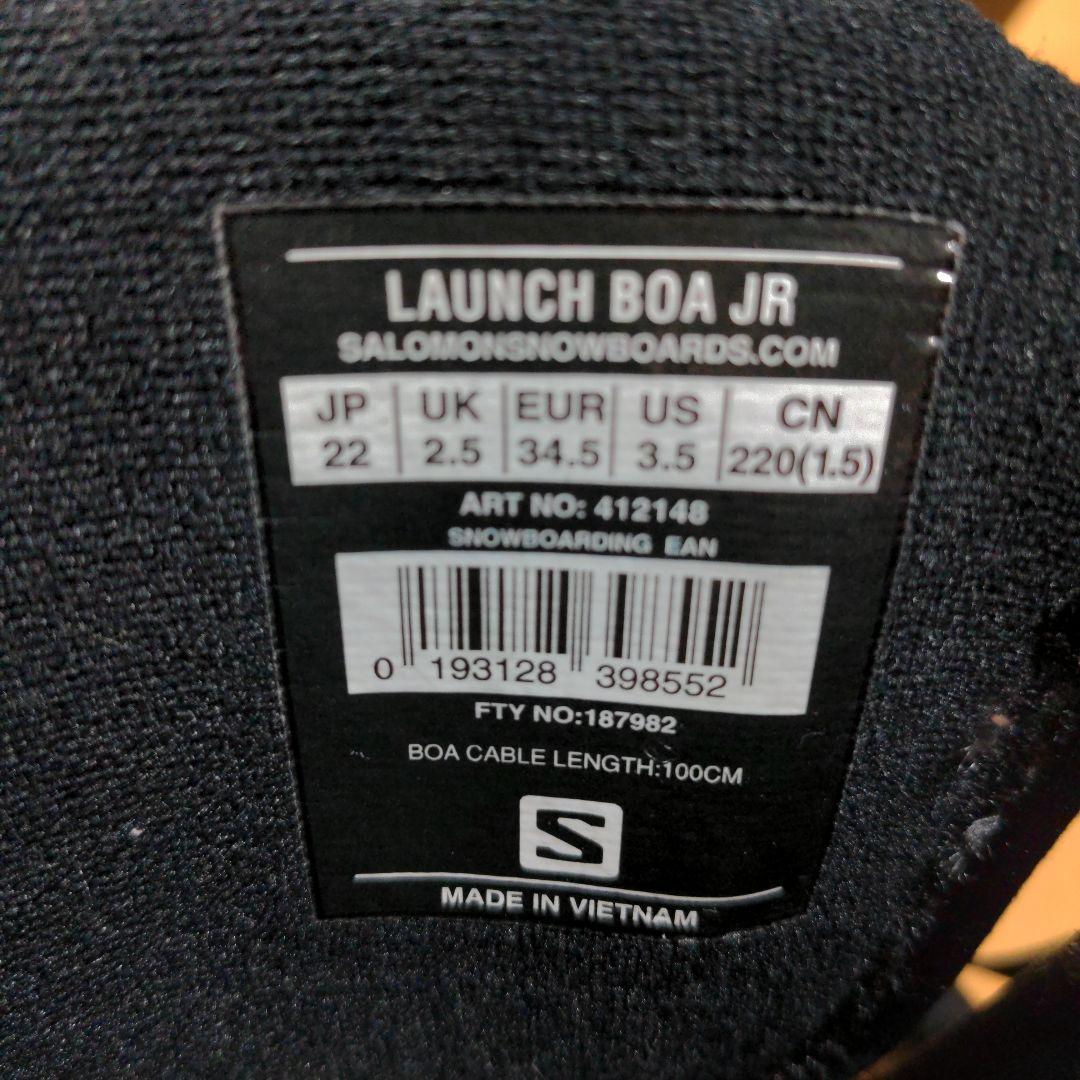 LAUNCH BOA JR
SALOMONSNOWBOARDS.COM
JP UK EUR US CN
22 2.5 34.5 3.5 220(1.5)
ART NO: 412148
SNOWBOARDING EAN
0 193128 398552
FTY NO:187982
BOA CABLE LENGTH:100CM
S
MADE IN VIETNAM